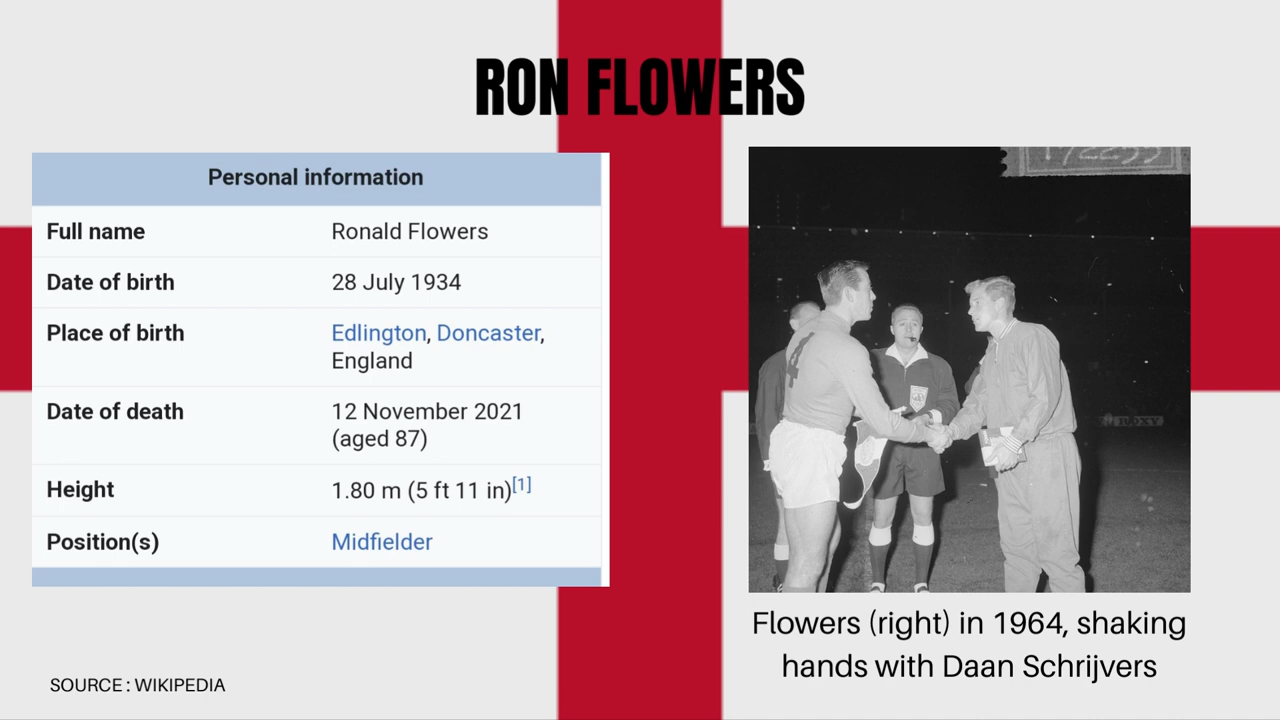 RON FLOWERS
Personal information
Full name Ronald Flowers
Date of birth 28 July 1934
Place of birth Edlington, Doncaster,
England
Date of death 12 November 2021
(aged 87)
Height 1.80 m (5 ft 11 in)[1]
Position(s) Midfielder
4
Flowers (right) in 1964, shaking
hands with Daan Schrijvers
SOURCE : WIKIPEDIA